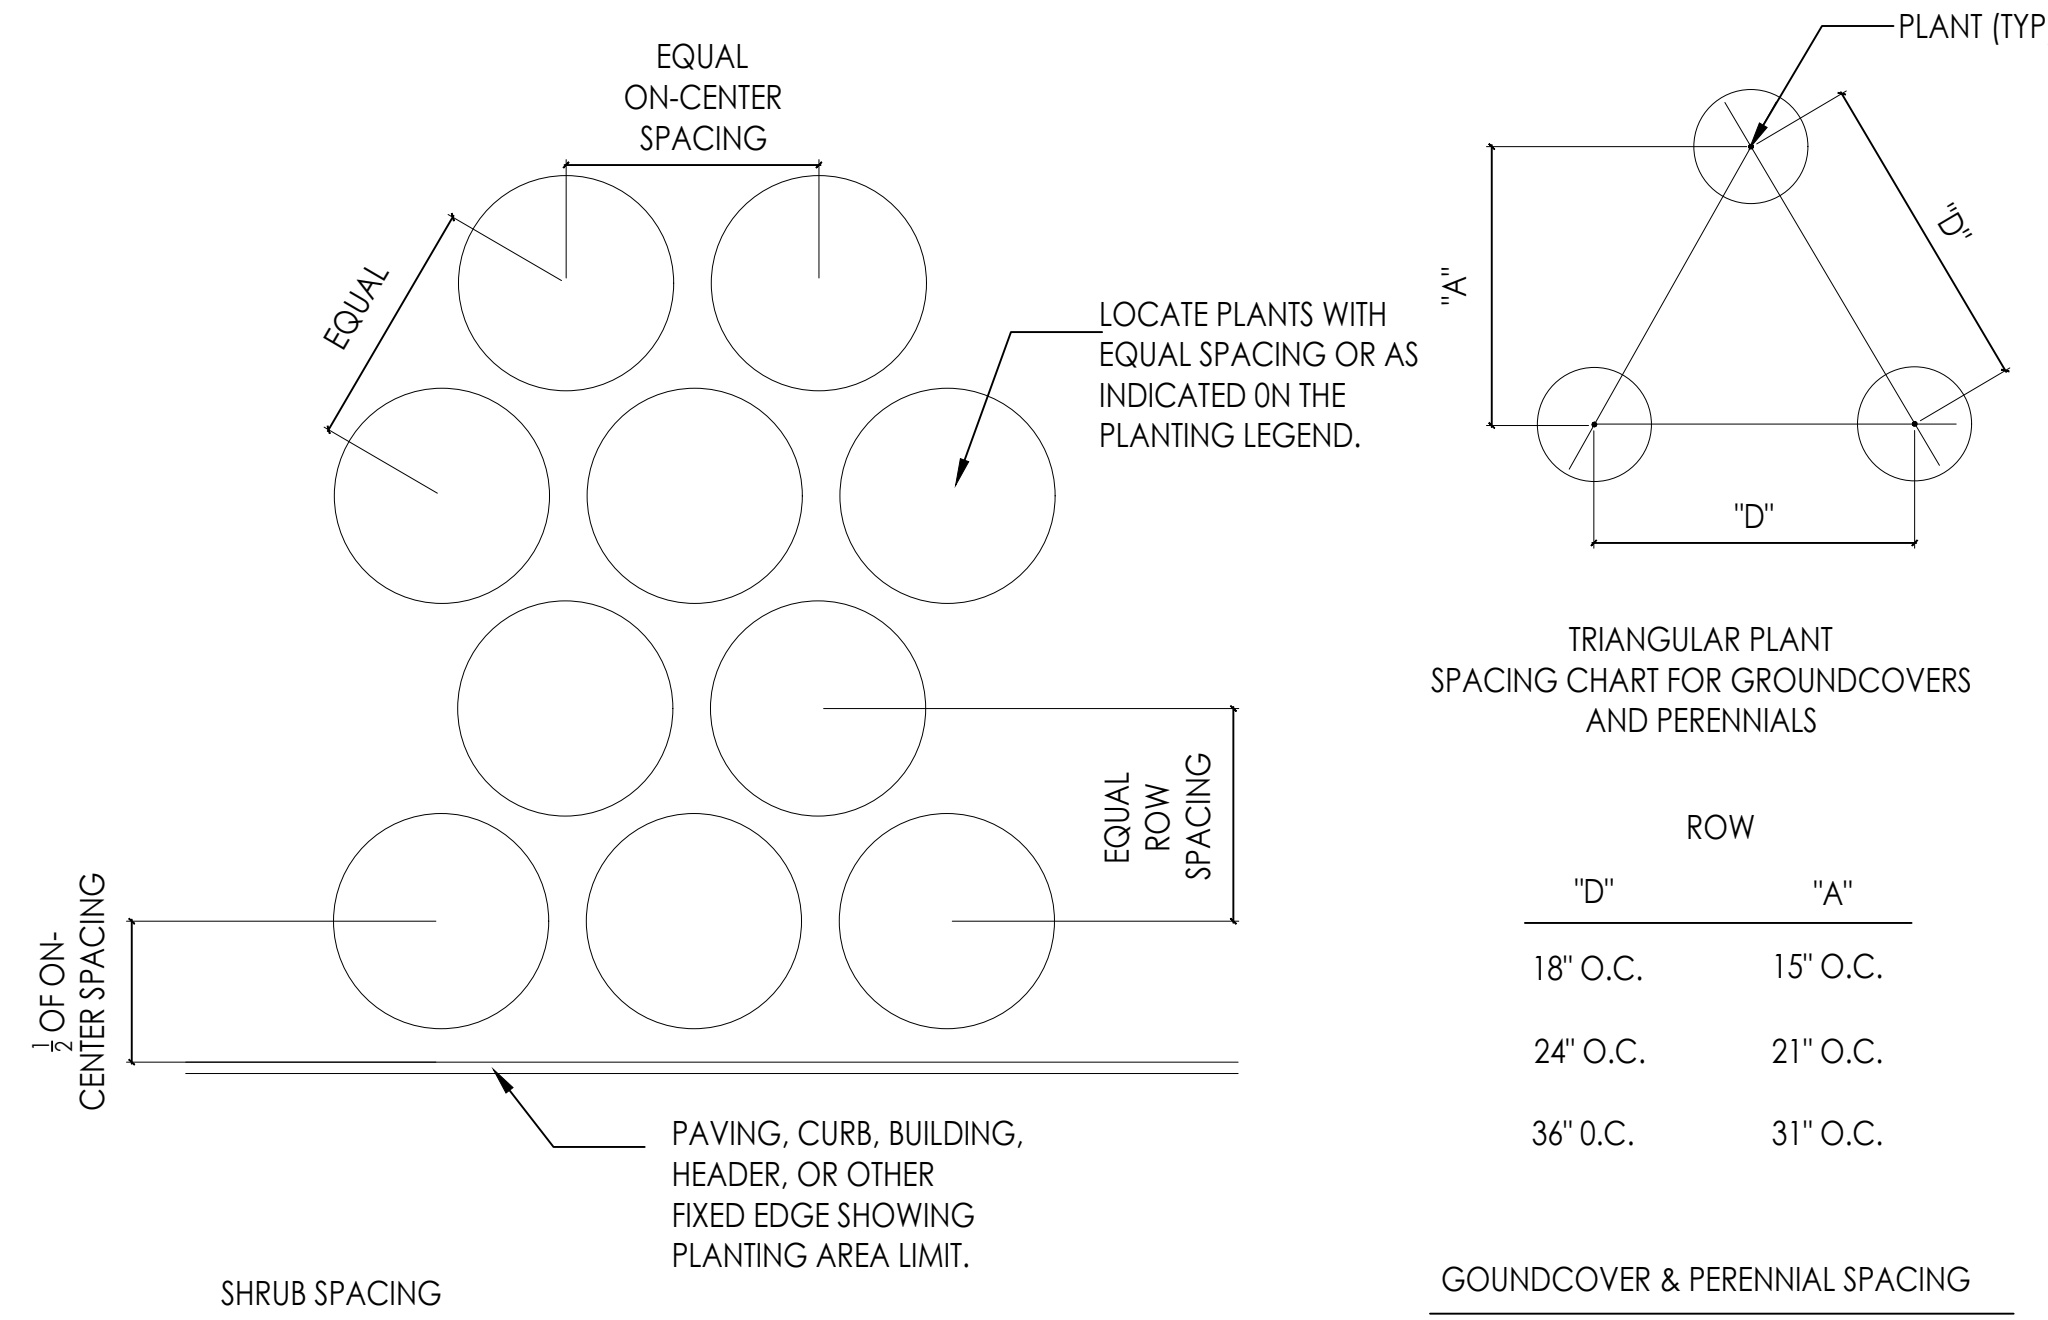 EQUAL
ON-CENTER
SPACING
EQUAL
LOCATE PLANTS WITH
EQUAL SPACING OR AS
INDICATED 0N THE
PLANTING LEGEND.
EQUAL
ROW
SPACING
1/2 OF ON-
CENTER SPACING
PAVING, CURB, BUILDING,
HEADER, OR OTHER
FIXED EDGE SHOWING
PLANTING AREA LIMIT.
SHRUB SPACING
PLANT (TYP
"A"
"D"
"D"
TRIANGULAR PLANT
SPACING CHART FOR GROUNDCOVERS
AND PERENNIALS
ROW
"D" "A"
18" O.C. 15" O.C.
24" O.C. 21" O.C.
36" 0.C. 31" O.C.
GOUNDCOVER & PERENNIAL SPACING